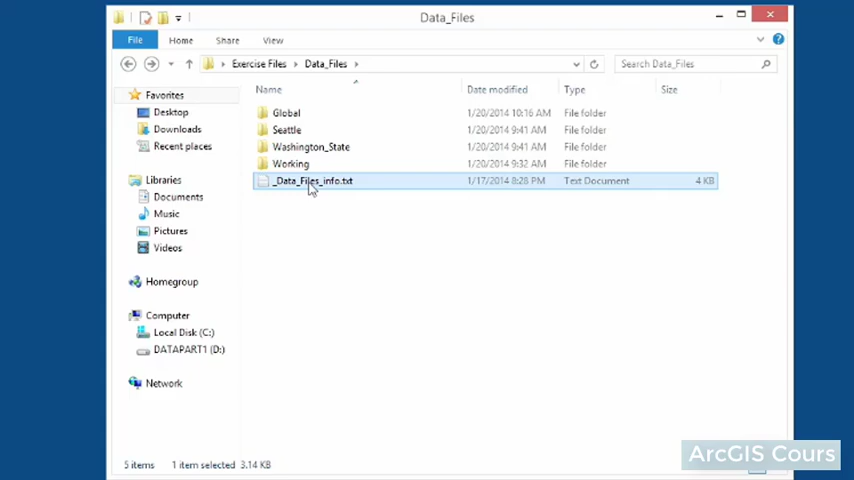 Data_Files
File Home Share View
Exercise Files Data_Files Search Data_Files
Name Date modified Type Size
Favorites
Desktop
Downloads
Recent places
Libraries
Documents
Music
Pictures
Videos
Homegroup
Computer
Local Disk (C:)
DATAPART1 (D:)
Network
Global 1/20/2014 10:16 AM File folder
Seattle 1/20/2014 9:41 AM File folder
Washington_State 1/20/2014 9:41 AM File folder
Working 1/20/2014 9:32 AM File folder
_Data_Files_info.txt 1/17/2014 8:28 PM Text Document 4 KB
5 items 1 item selected 3.14 KB
ArcGIS Cours